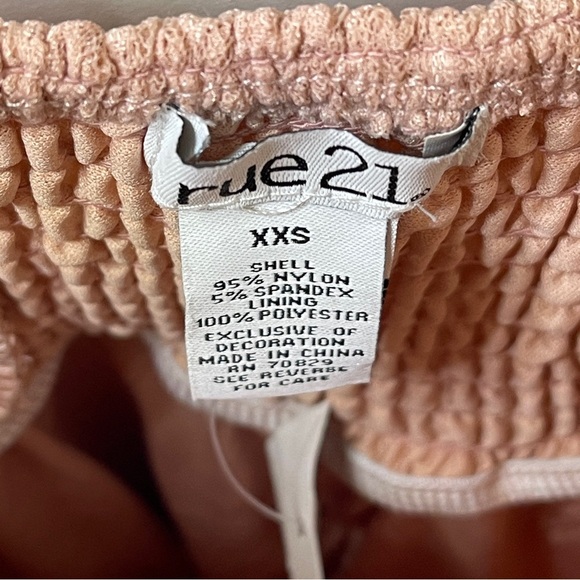 rue21
XXS
SHELL
95% NYLON
5% SPANDEX
LINING
100% POLYESTER
EXCLUSIVE OF
DECORATION
MADE IN CHINA
RN 70829
SEE REVERSE
FOR CARE